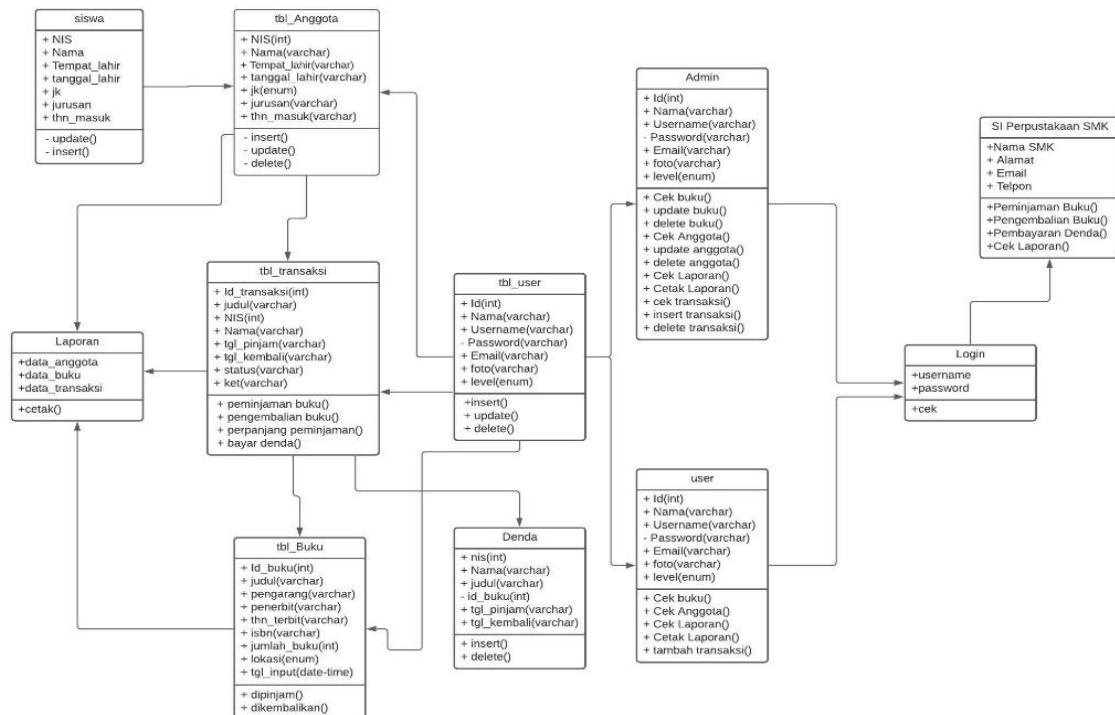 siswa
+ NIS
+ Nama
+ Tempat_lahir
+ tanggal_lahir
+ jk
+ jurusan
+ thn_masuk
- update()
- insert()
tbl_Anggota
+ NIS(int)
+ Nama(varchar)
+ Tempat_lahir(varchar)
+ tanggal_lahir(varchar)
+ jk(enum)
+ jurusan(varchar)
+ thn_masuk(varchar)
- insert()
- update()
- delete()
Admin
+ Id(int)
+ Nama(varchar)
+ Username(varchar)
- Password(varchar)
+ Email(varchar)
+ foto(varchar)
+ level(enum)
+ Cek buku()
+ update buku()
+ delete buku()
+ Cek Anggota()
+ update anggota()
+ delete anggota()
+ Cek Laporan()
+ Cetak Laporan()
+ cek transaksi()
+ insert transaksi()
+ delete transaksi()
SI Perpustakaan SMK
+Nama SMK
+ Alamat
+ Email
+ Telpon
+Peminjaman Buku()
+Pengembalian Buku()
+Pembayaran Denda()
+Cek Laporan()
tbl_transaksi
+ Id_transaksi(int)
+ judul(varchar)
+ NIS(int)
+ Nama(varchar)
+ tgl_pinjam(varchar)
+ tgl_kembali(varchar)
+ status(varchar)
+ ket(varchar)
+ peminjaman buku()
+ pengembalian buku()
+ perpanjang peminjaman()
+ bayar denda()
tbl_user
+ Id(int)
+ Nama(varchar)
+ Username(varchar)
- Password(varchar)
+ Email(varchar)
+ foto(varchar)
+ level(enum)
+insert()
+ update()
+ delete()
Laporan
+data_anggota
+data_buku
+data_transaksi
+cetak()
Login
+username
+password
+cek
user
+ Id(int)
+ Nama(varchar)
+ Username(varchar)
- Password(varchar)
+ Email(varchar)
+ foto(varchar)
+ level(enum)
+ Cek buku()
+ Cek Anggota()
+ Cek Laporan()
+ Cetak Laporan()
+ tambah transaksi()
tbl_Buku
+ Id_buku(int)
+ judul(varchar)
+ pengarang(varchar)
+ penerbit(varchar)
+ thn_terbit(varchar)
+ isbn(varchar)
+ jumlah_buku(int)
+ lokasi(enum)
+ tgl_input(date-time)
+ dipinjam()
+ dikembalikan()
Denda
+ nis(int)
+ Nama(varchar)
+ judul(varchar)
- id_buku(int)
+ tgl_pinjam(varchar)
+ tgl_kembali(varchar)
+ insert()
+ delete()